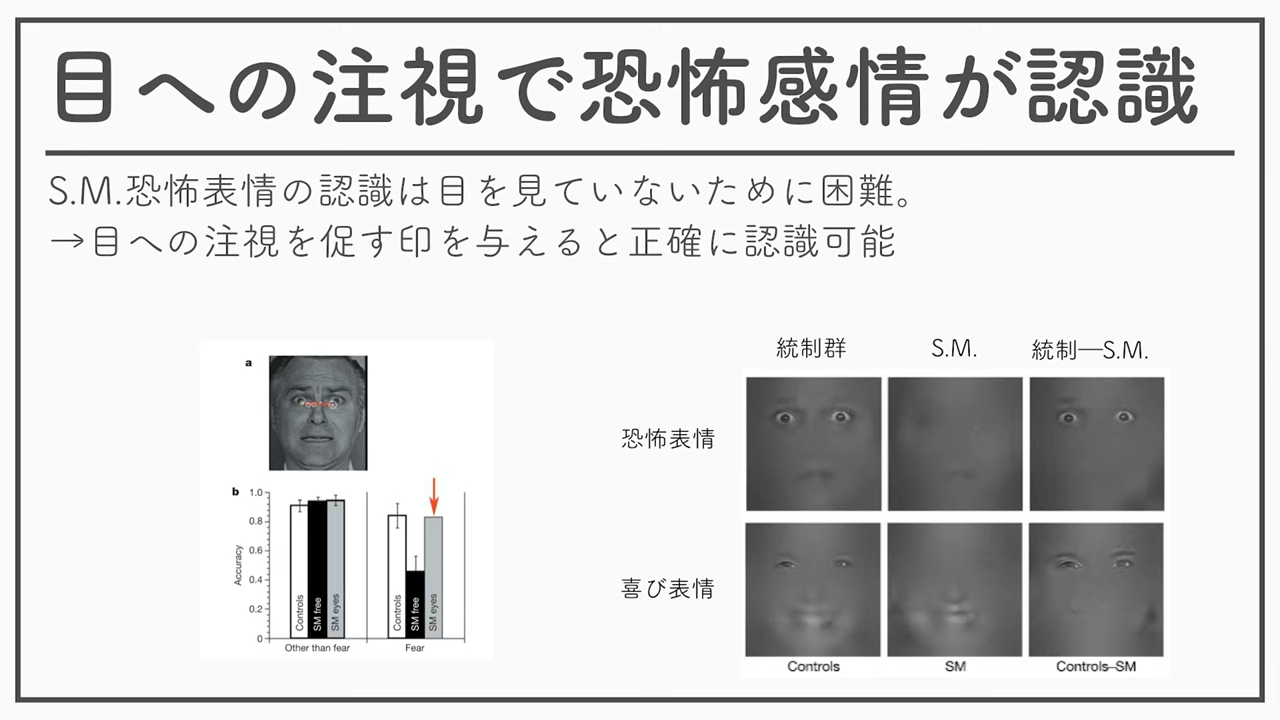 目への注視で恐怖感情が認識
S.M.恐怖表情の認識は目を見ていないために困難。
→目への注視を促す印を与えると正確に認識可能
a
b
1.0
0.8
0.6
0.4
0.2
0
Accuracy
Controls
SM free
SM eyes
Controls
SM free
SM eyes
Other than fear
Fear
統制群
S.M.
統制―S.M.
恐怖表情
喜び表情
Controls
SM
Controls–SM